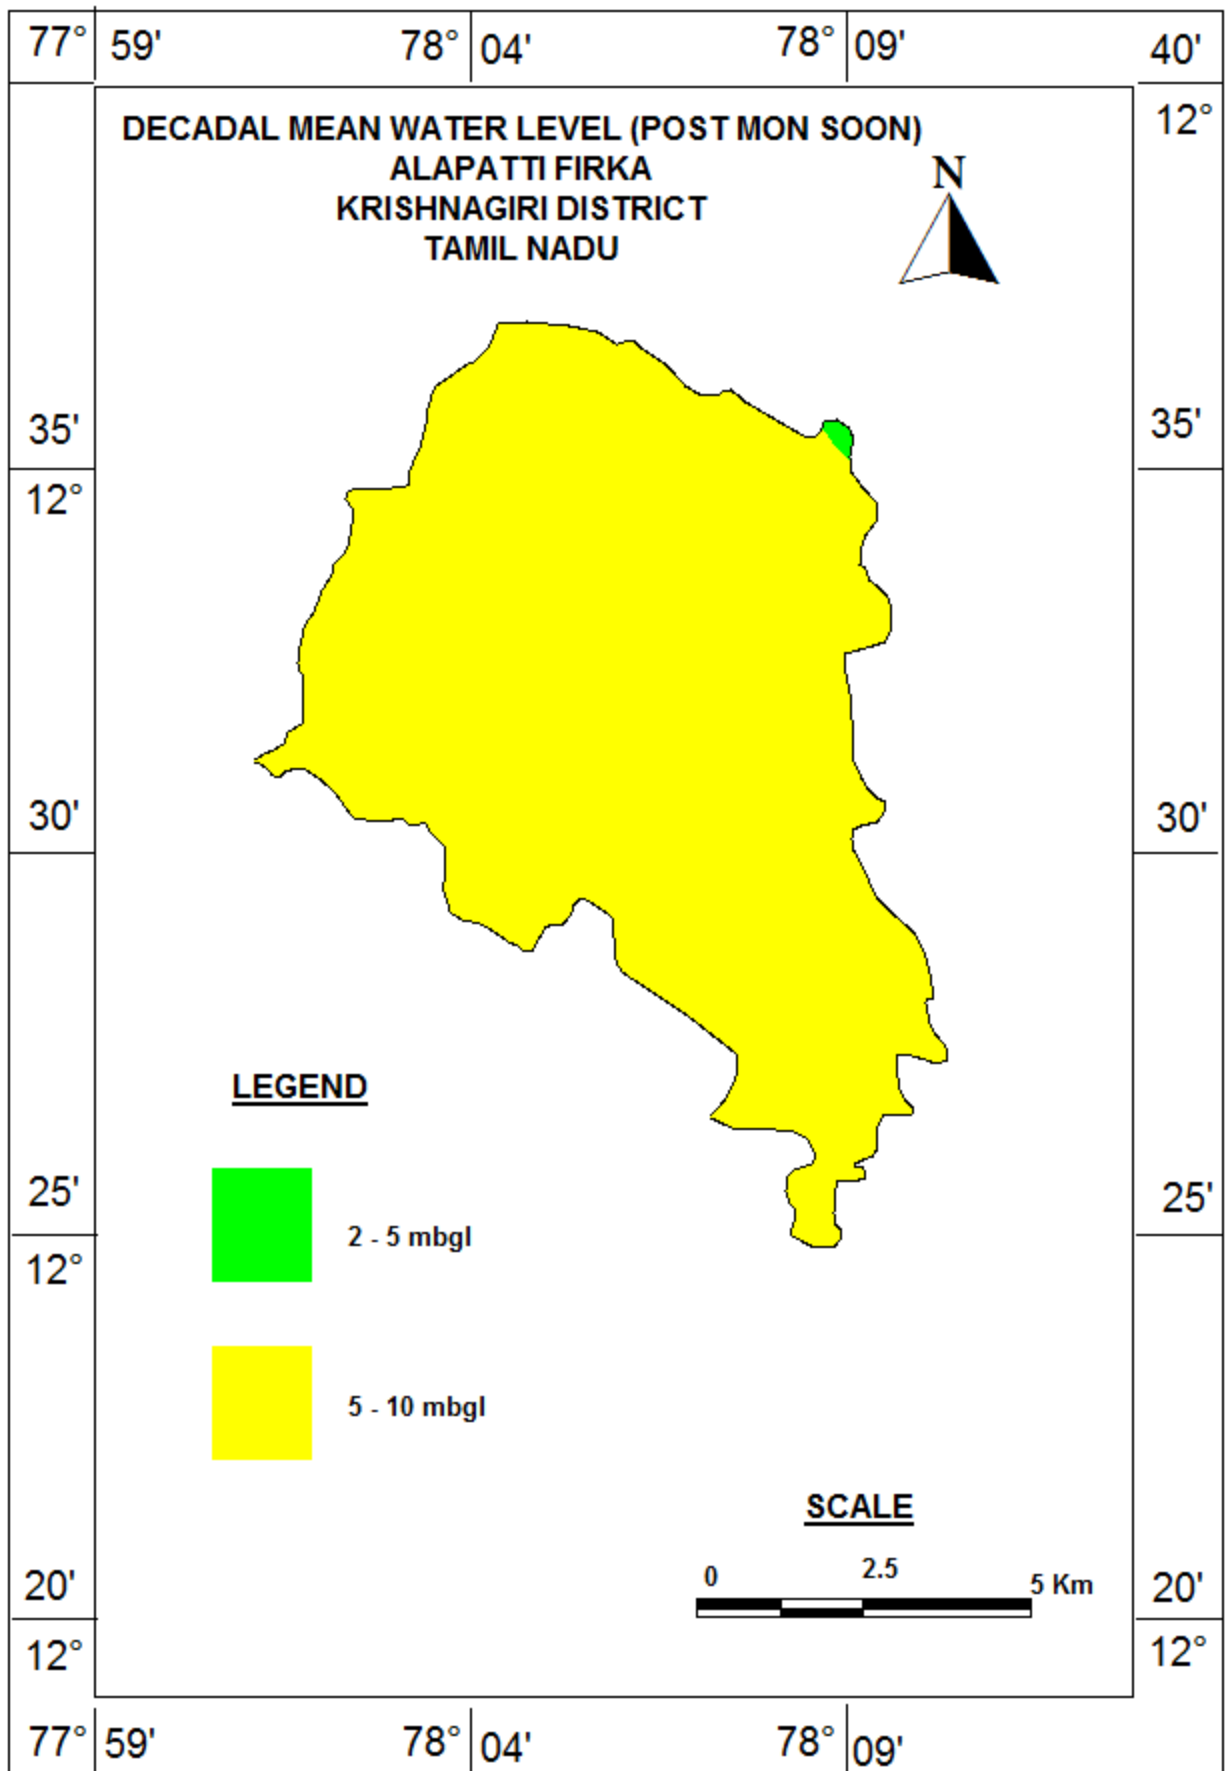 77° 59' 78° 04' 78° 09' 40'
12°
DECADAL MEAN WATER LEVEL (POST MON SOON)
ALAPATTI FIRKA
KRISHNAGIRI DISTRICT
TAMIL NADU
N
35' 35'
12°
30' 30'
LEGEND
25' 25'
2 - 5 mbgl
12°
5 - 10 mbgl
SCALE
0 2.5 5 Km
20' 20'
12° 12°
77° 59' 78° 04' 78° 09'